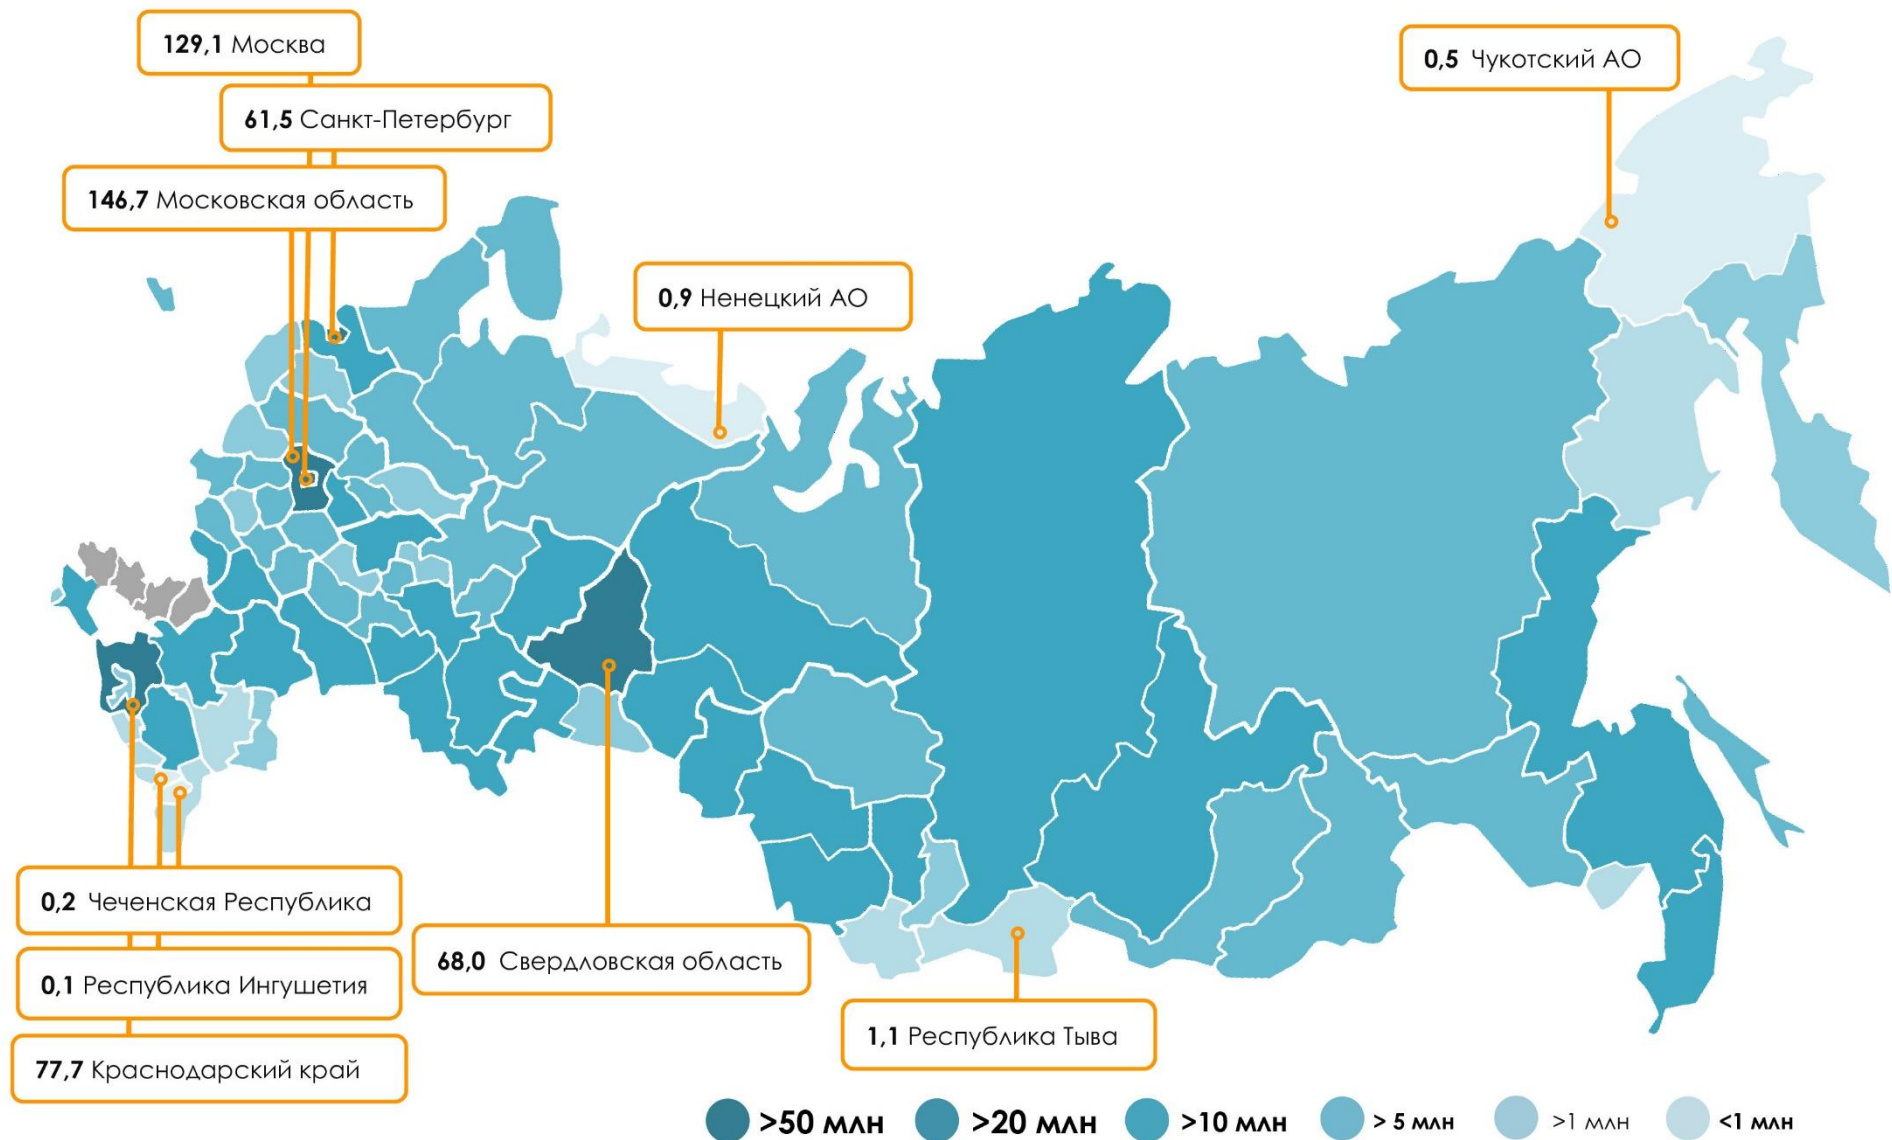 129,1 Москва
0,5 Чукотский АО
61,5 Санкт-Петербург
146,7 Московская область
0,9 Ненецкий АО
0,2 Чеченская Республика
68,0 Свердловская область
0,1 Республика Ингушетия
1,1 Республика Тыва
77,7 Краснодарский край
>50 млн >20 млн >10 млн > 5 млн >1 млн <1 млн